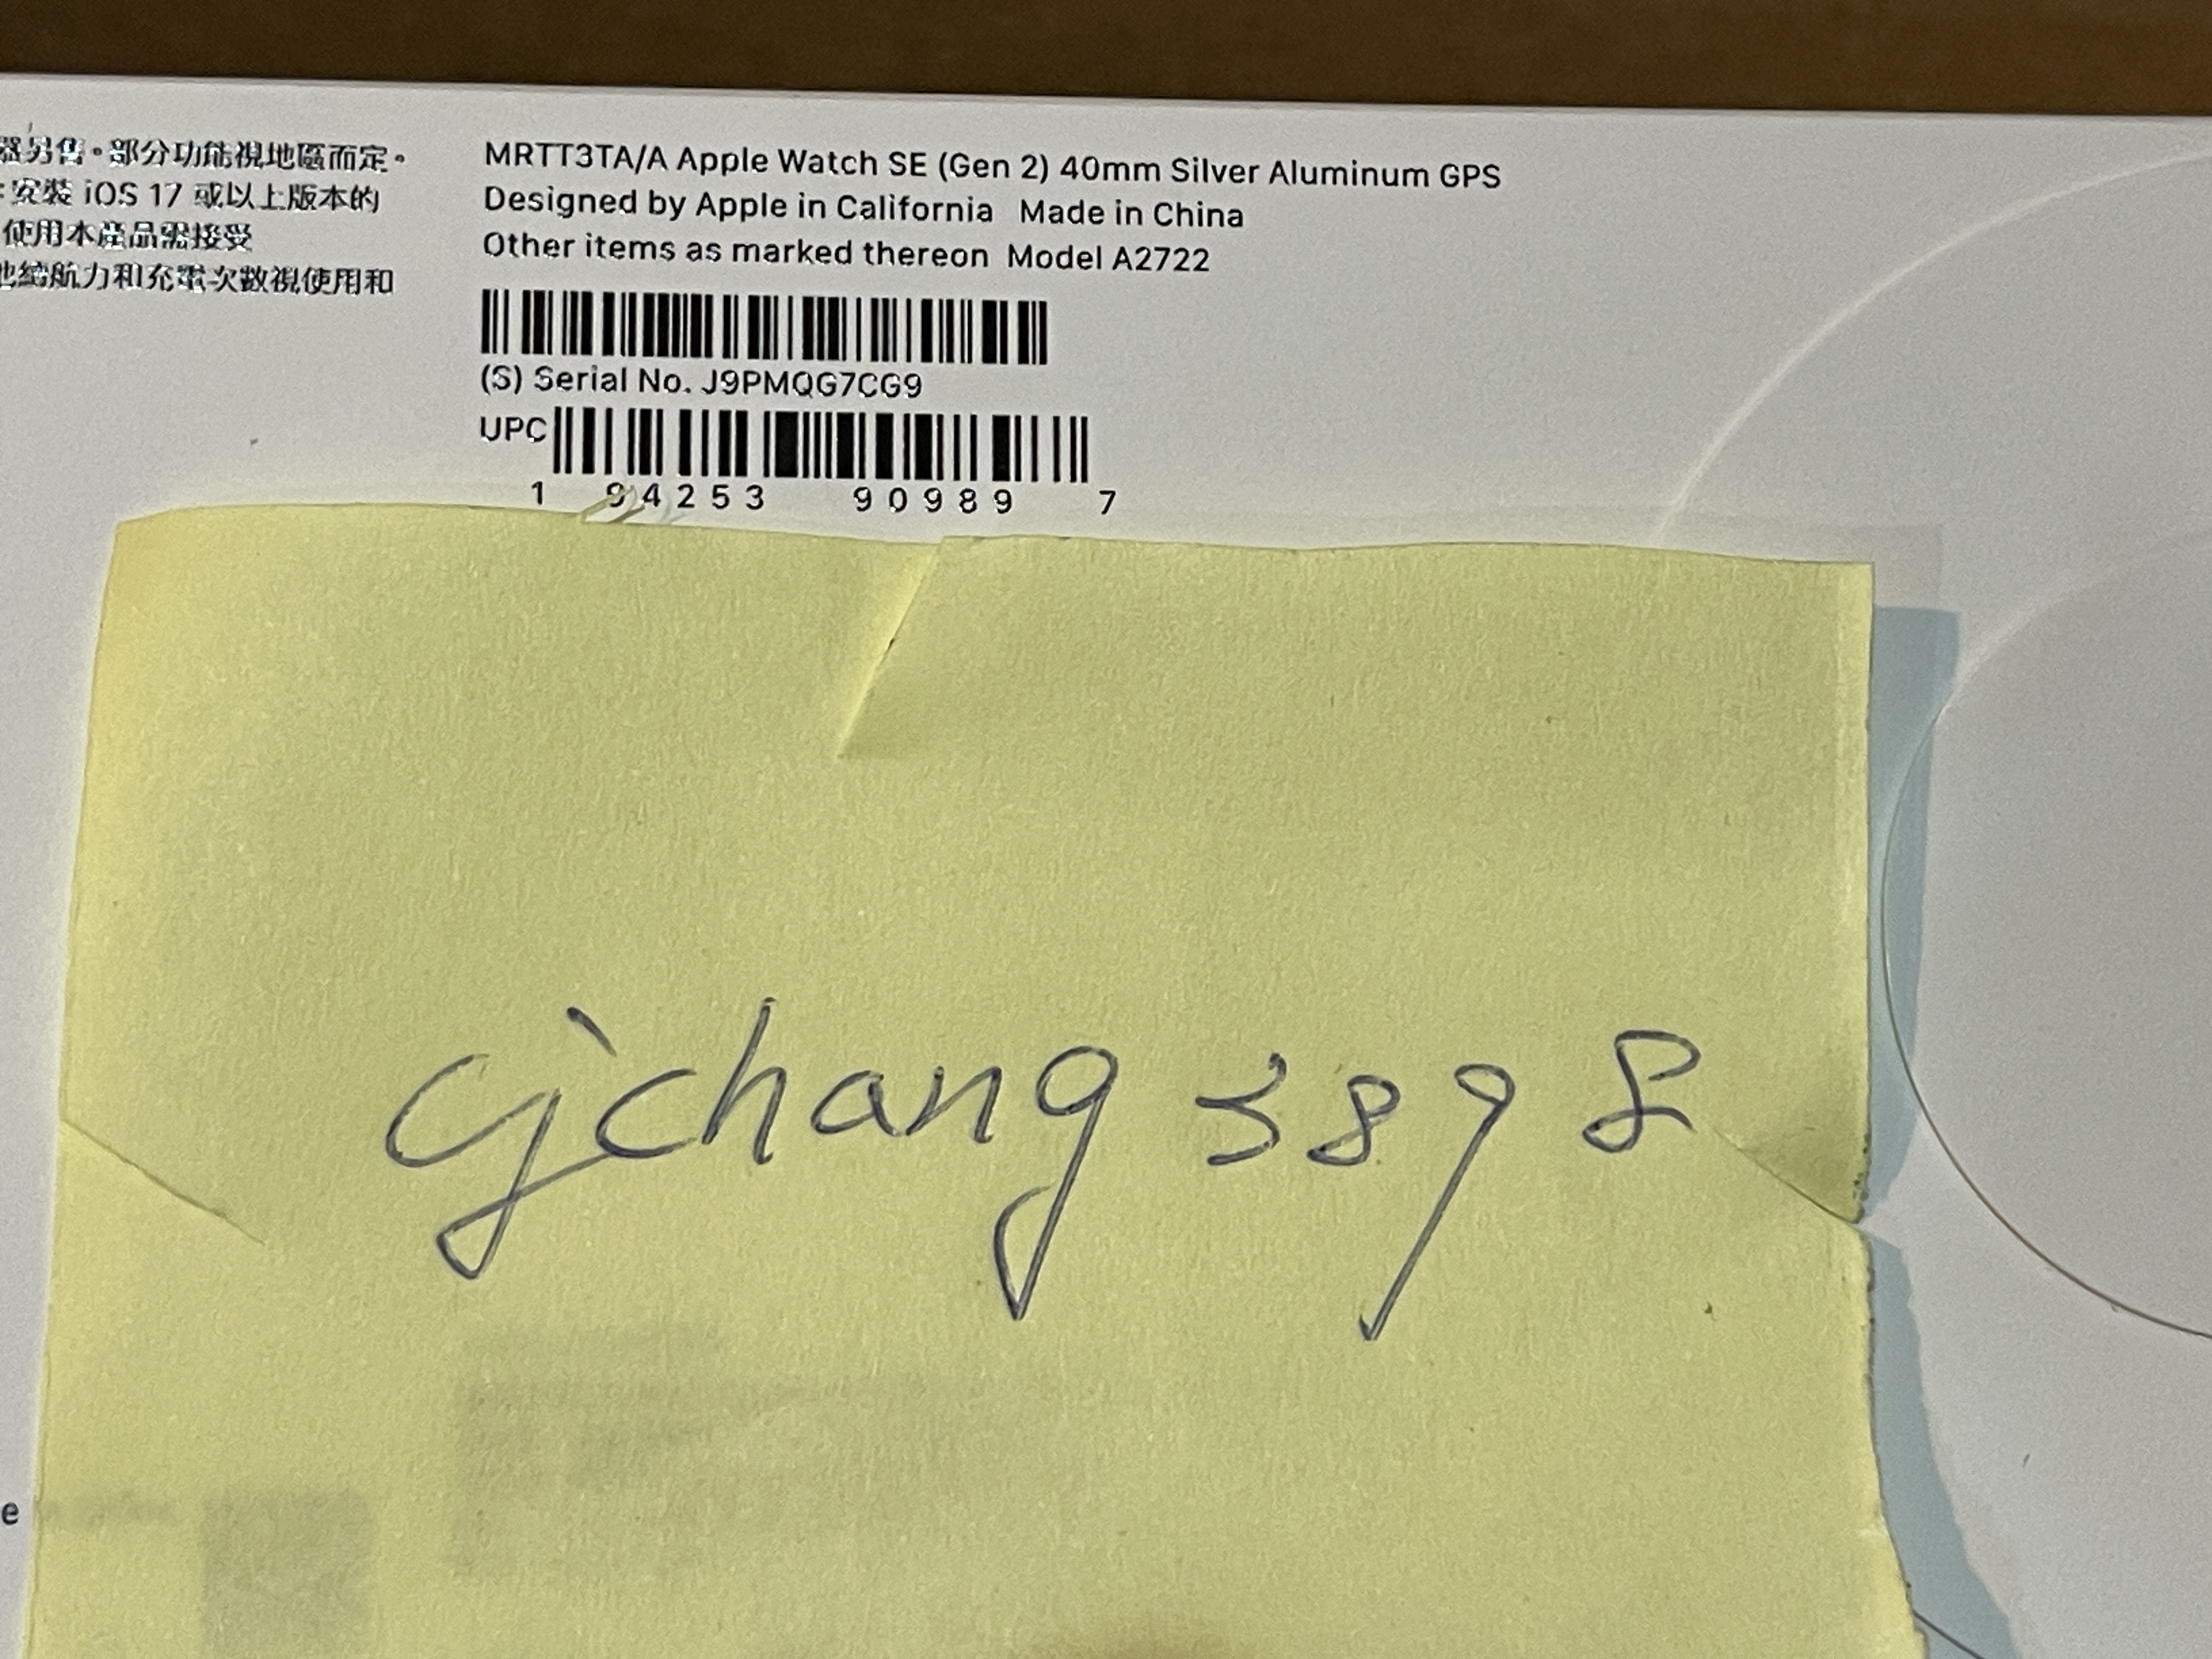 器另售。部分功能視地區而定。
安裝 iOS 17 或以上版本的
使用本產品需接受
池續航力和充電次數視使用和
MRTT3TA/A Apple Watch SE (Gen 2) 40mm Silver Aluminum GPS
Designed by Apple in California Made in China
Other items as marked thereon Model A2722
(S) Serial No. J9PMQG7CG9
UPC
1 94253 90989 7
cjchang 3898
e